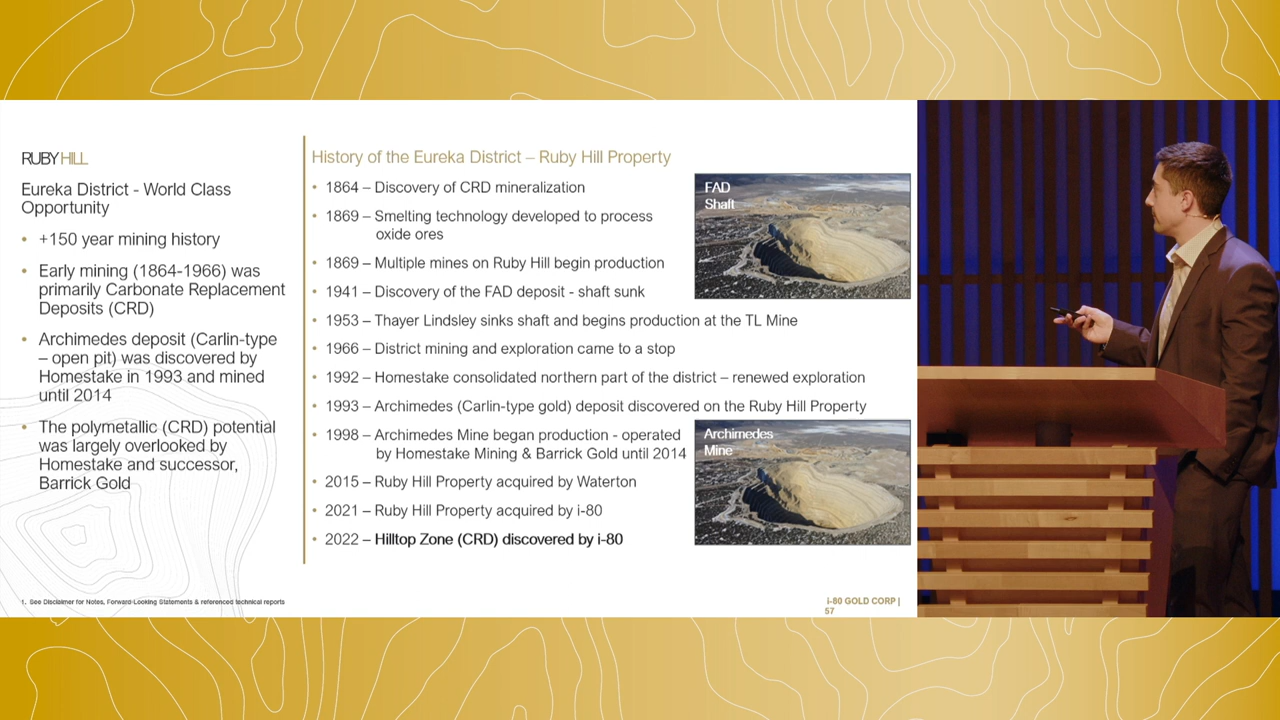 RUBY HILL
Eureka District - World Class
Opportunity
• +150 year mining history
• Early mining (1864-1966) was
primarily Carbonate Replacement
Deposits (CRD)
• Archimedes deposit (Carlin-type
– open pit) was discovered by
Homestake in 1993 and mined
until 2014
• The polymetallic (CRD) potential
was largely overlooked by
Homestake and successor,
Barrick Gold
1. See Disclaimer for Notes, Forward-Looking Statements & referenced technical reports
History of the Eureka District – Ruby Hill Property
• 1864 – Discovery of CRD mineralization
• 1869 – Smelting technology developed to process
oxide ores
• 1869 – Multiple mines on Ruby Hill begin production
• 1941 – Discovery of the FAD deposit - shaft sunk
• 1953 – Thayer Lindsley sinks shaft and begins production at the TL Mine
• 1966 – District mining and exploration came to a stop
• 1992 – Homestake consolidated northern part of the district – renewed exploration
• 1993 – Archimedes (Carlin-type gold) deposit discovered on the Ruby Hill Property
• 1998 – Archimedes Mine began production - operated
by Homestake Mining & Barrick Gold until 2014
• 2015 – Ruby Hill Property acquired by Waterton
• 2021 – Ruby Hill Property acquired by i-80
• 2022 – Hilltop Zone (CRD) discovered by i-80
FAD
Shaft
Archimedes
Mine
i-80 GOLD CORP |
57